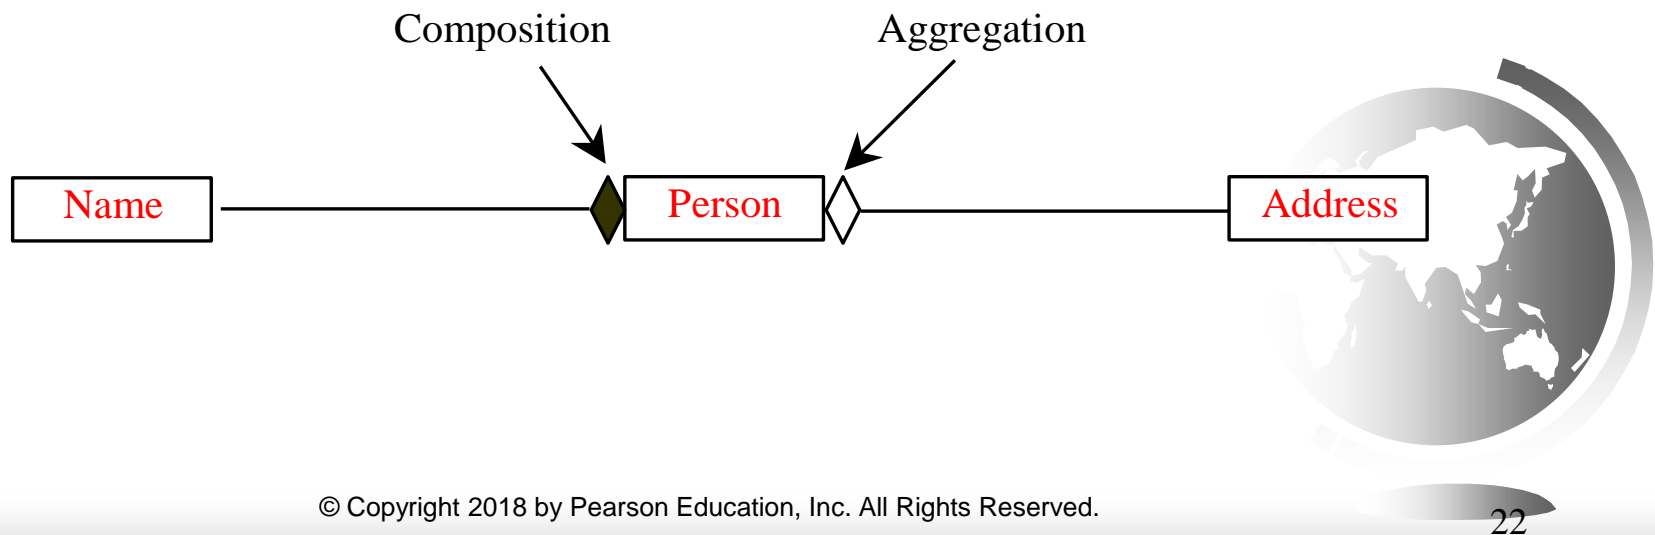 Composition Aggregation
Name Person Address
© Copyright 2018 by Pearson Education, Inc. All Rights Reserved.
22